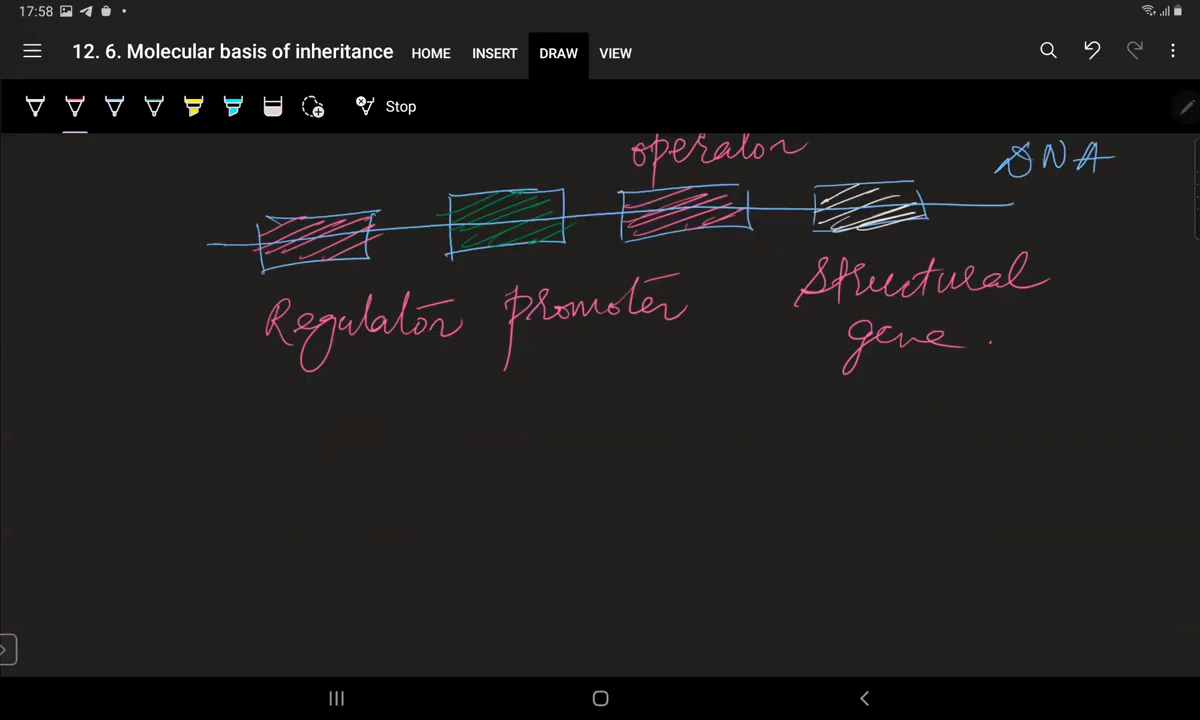 17:58
12. 6. Molecular basis of inheritance HOME INSERT DRAW VIEW
Stop
operator
DNA
Regulator promoter Structural
gene.